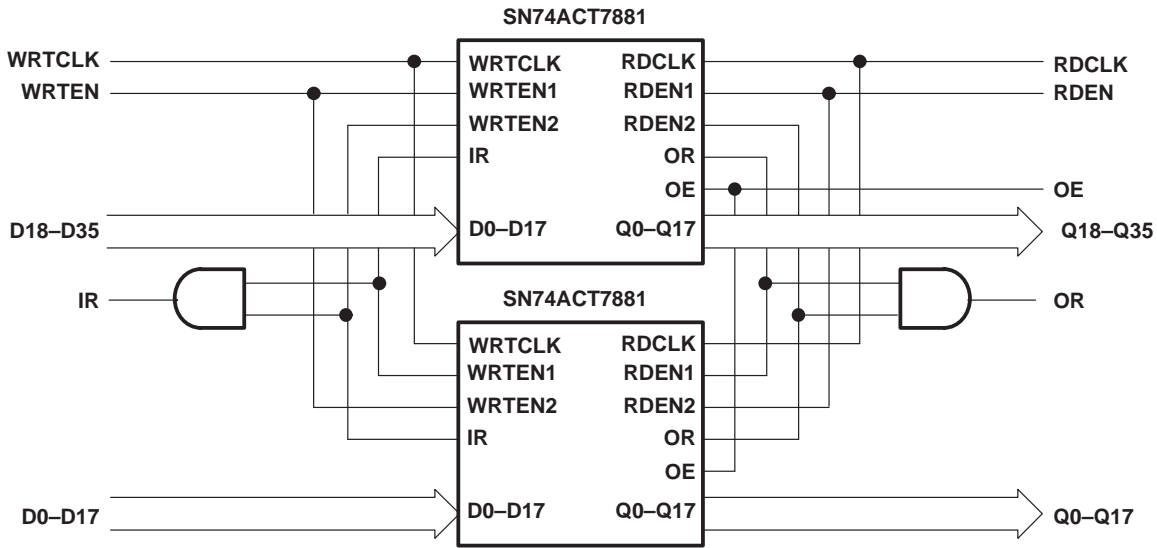 SN74ACT7881
WRTCLK
WRTEN
D18–D35
IR
D0–D17
WRTCLK
WRTEN1
WRTEN2
IR
D0–D17
RDCLK
RDEN1
RDEN2
OR
OE
Q0–Q17
RDCLK
RDEN
OE
Q18–Q35
OR
Q0–Q17
SN74ACT7881
WRTCLK
WRTEN1
WRTEN2
IR
D0–D17
RDCLK
RDEN1
RDEN2
OR
OE
Q0–Q17